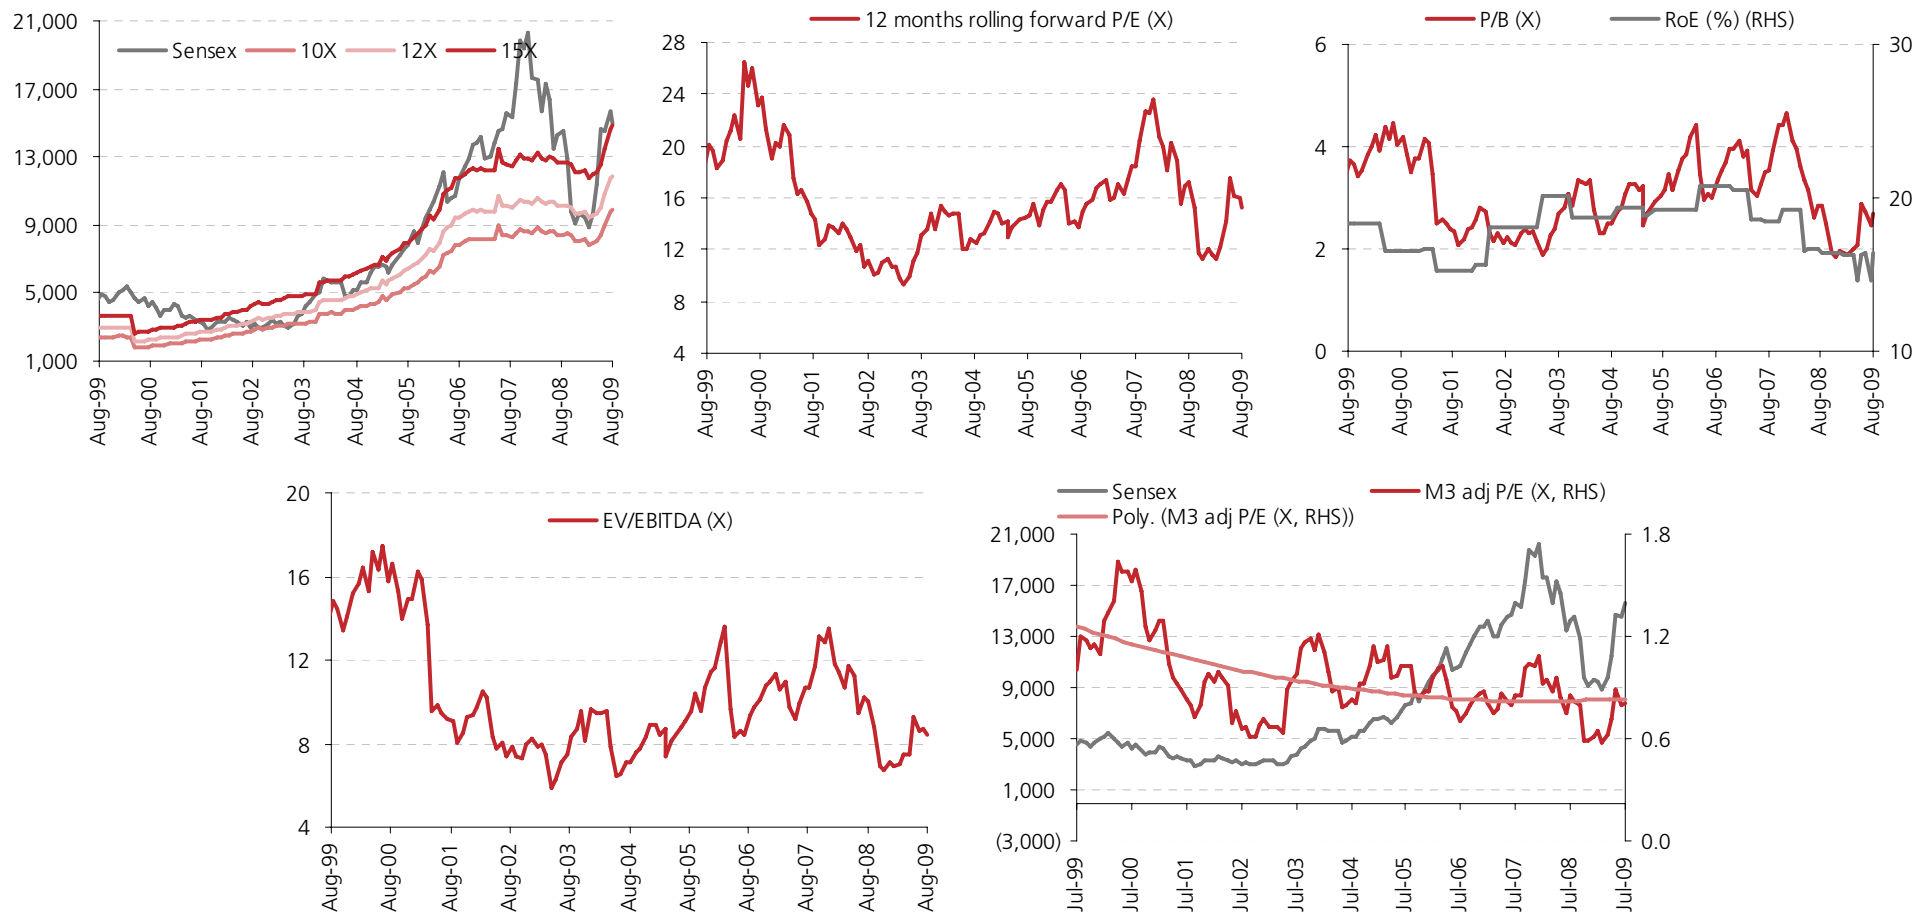 Sensex 10X 12X 15X
21,000
17,000
13,000
9,000
5,000
1,000
Aug-99 Aug-00 Aug-01 Aug-02 Aug-03 Aug-04 Aug-05 Aug-06 Aug-07 Aug-08 Aug-09
12 months rolling forward P/E (X)
28
24
20
16
12
8
4
Aug-99 Aug-00 Aug-01 Aug-02 Aug-03 Aug-04 Aug-05 Aug-06 Aug-07 Aug-08 Aug-09
P/B (X) RoE (%) (RHS)
6 30
4
20
2
0 10
Aug-99 Aug-00 Aug-01 Aug-02 Aug-03 Aug-04 Aug-05 Aug-06 Aug-07 Aug-08 Aug-09
EV/EBITDA (X)
20
16
12
8
4
Aug-99 Aug-00 Aug-01 Aug-02 Aug-03 Aug-04 Aug-05 Aug-06 Aug-07 Aug-08 Aug-09
Sensex M3 adj P/E (X, RHS)
Poly. (M3 adj P/E (X, RHS))
21,000 1.8
17,000
13,000 1.2
9,000
5,000 0.6
1,000
(3,000) 0.0
Jul-99 Jul-00 Jul-01 Jul-02 Jul-03 Jul-04 Jul-05 Jul-06 Jul-07 Jul-08 Jul-09